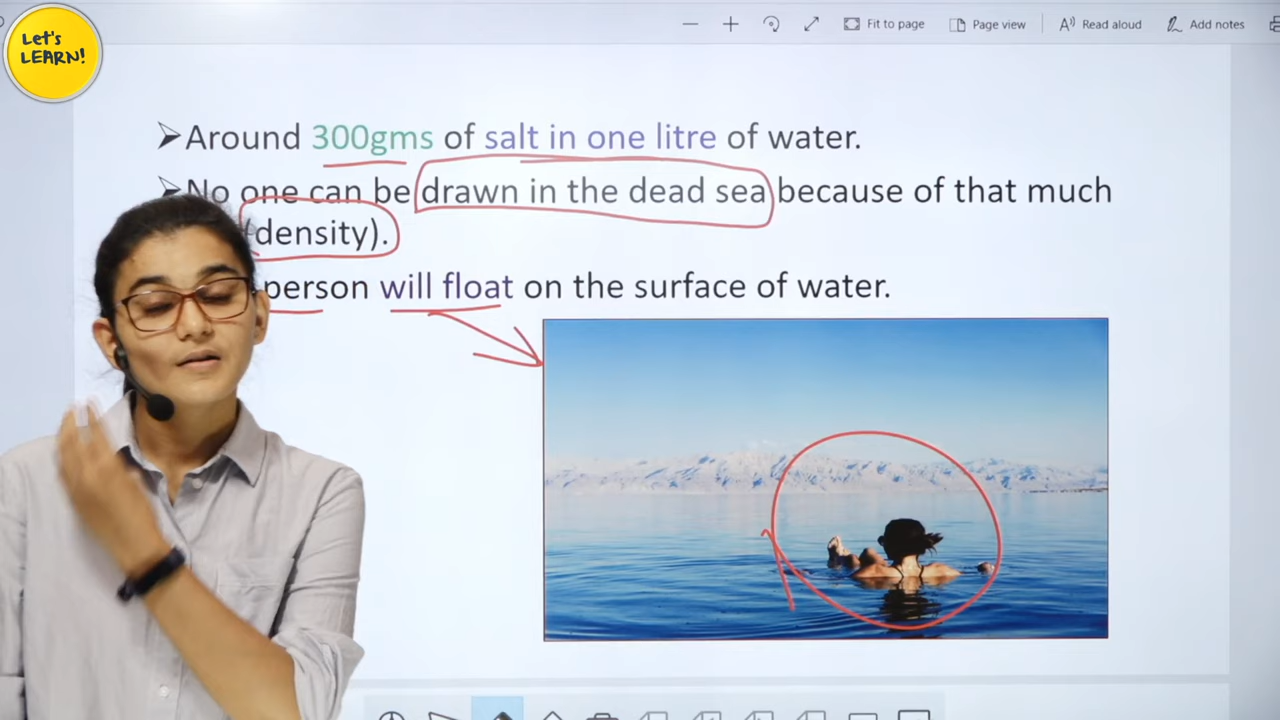 Let's
LEARN!
Fit to page
Page view
Read aloud
Add notes
➤Around 300gms of salt in one litre of water.
➤No one can be drawn in the dead sea because of that much
(density).
person will float on the surface of water.